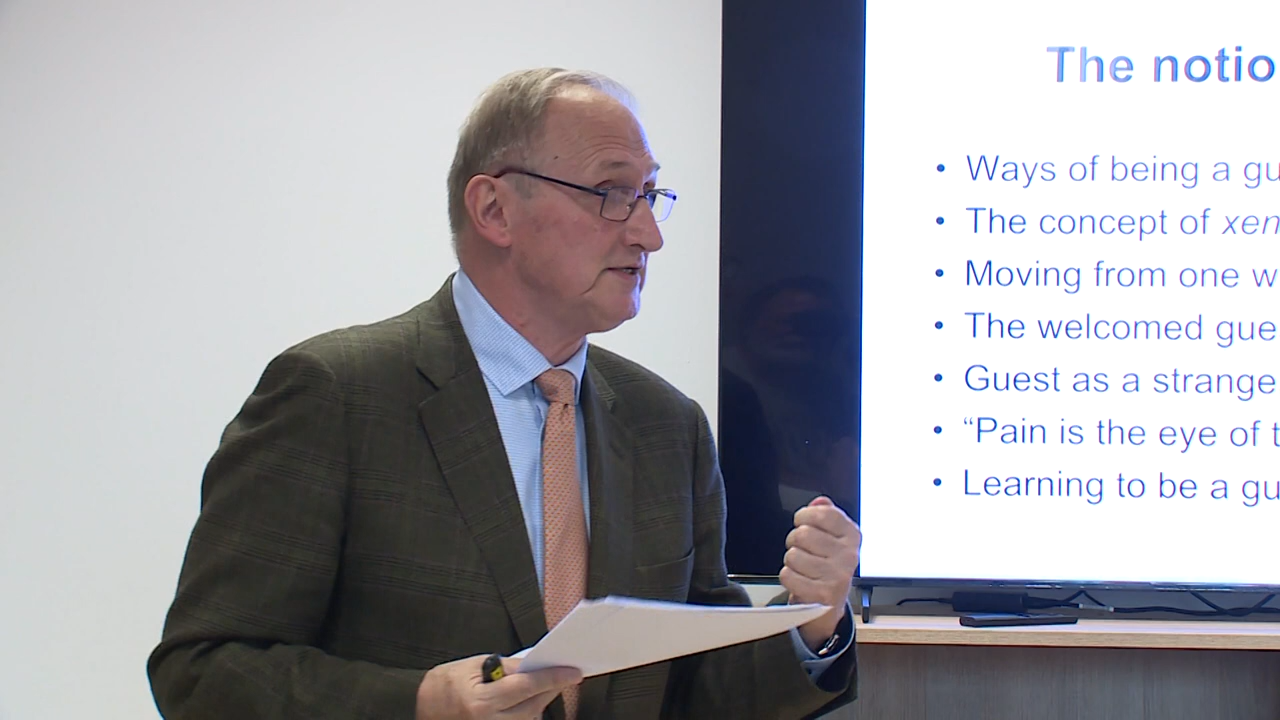 The notio
• Ways of being a gu
• The concept of xen
• Moving from one w
• The welcomed gue
• Guest as a strange
• “Pain is the eye of t
• Learning to be a gu